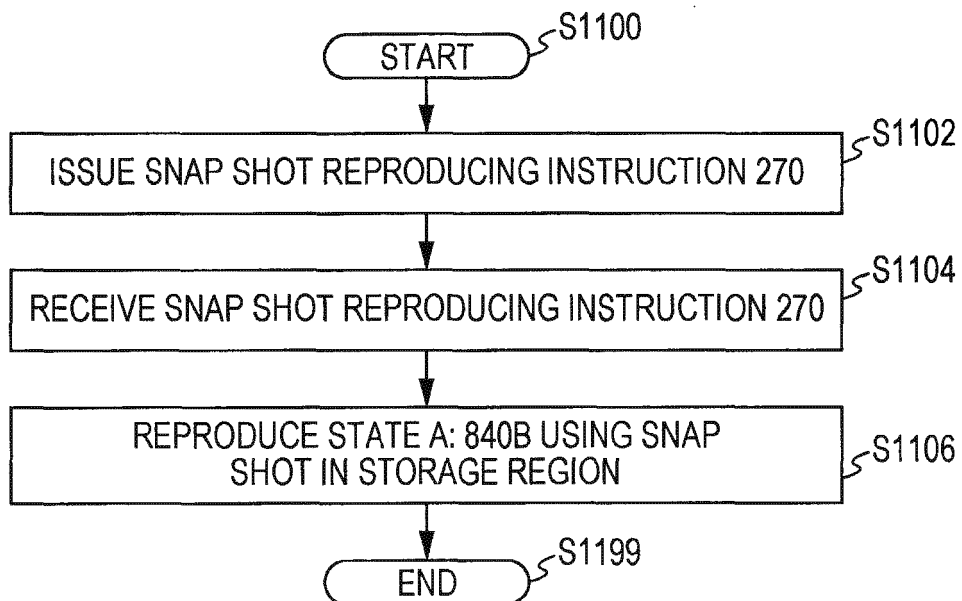 START
S1100
ISSUE SNAP SHOT REPRODUCING INSTRUCTION 270
S1102
RECEIVE SNAP SHOT REPRODUCING INSTRUCTION 270
S1104
REPRODUCE STATE A: 840B USING SNAP
SHOT IN STORAGE REGION
S1106
END
S1199